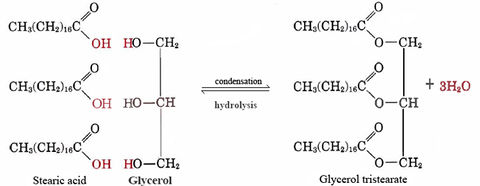 O O
CH₃(CH₂)₁₆C HO—CH₂ CH₃(CH₂)₁₆C
OH O—CH₂
O O
CH₃(CH₂)₁₆C condensation CH₃(CH₂)₁₆C + 3H₂O
OH HO—CH hydrolysis O—CH
O O
CH₃(CH₂)₁₆C CH₃(CH₂)₁₆C
OH HO—CH₂ O—CH₂
Stearic acid Glycerol Glycerol tristearate